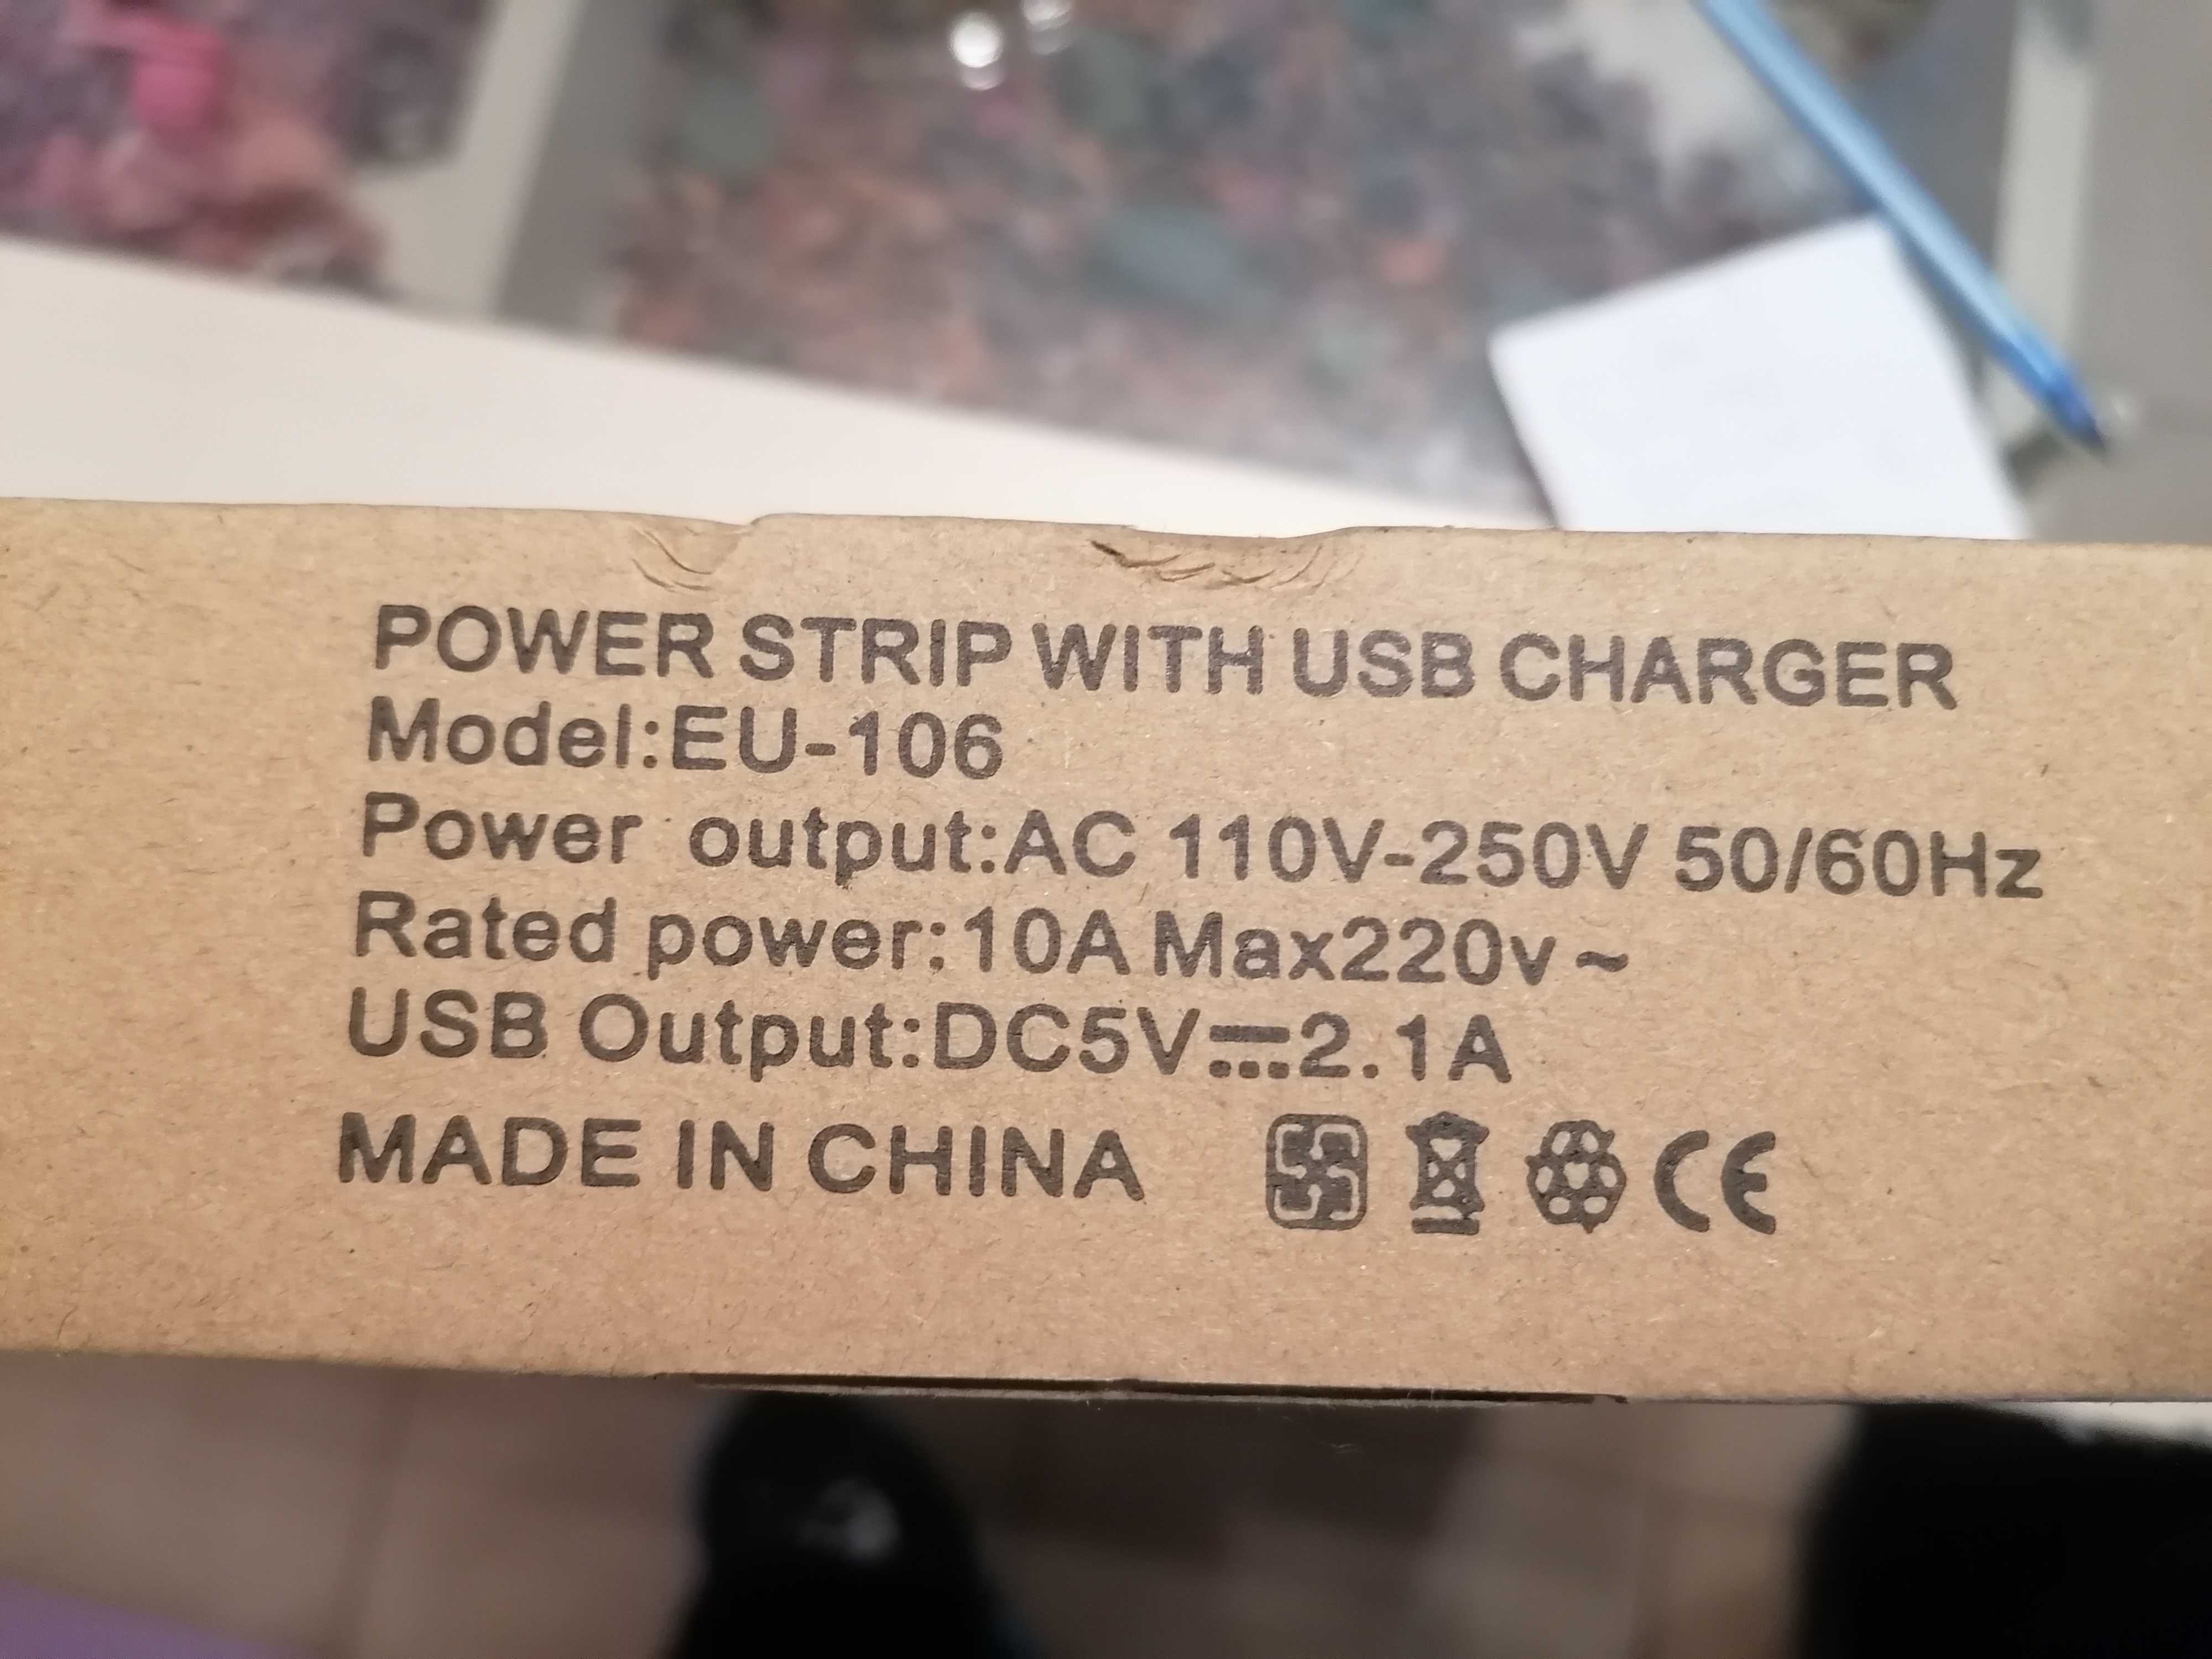 POWER STRIP WITH USB CHARGER
Model:EU-106
Power output:AC 110V-250V 50/60Hz
Rated power:10A Max220v~
USB Output:DC5V⎓2.1A
MADE IN CHINA CE